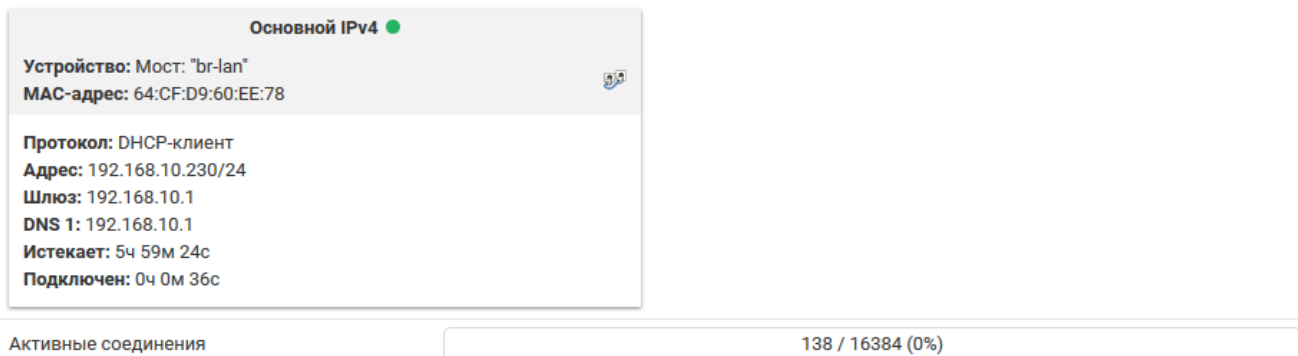 Основной IPv4
Устройство: Мост: "br-lan"
MAC-адрес: 64:CF:D9:60:EE:78
Протокол: DHCP-клиент
Адрес: 192.168.10.230/24
Шлюз: 192.168.10.1
DNS 1: 192.168.10.1
Истекает: 5ч 59м 24с
Подключен: 0ч 0м 36с
Активные соединения 138 / 16384 (0%)